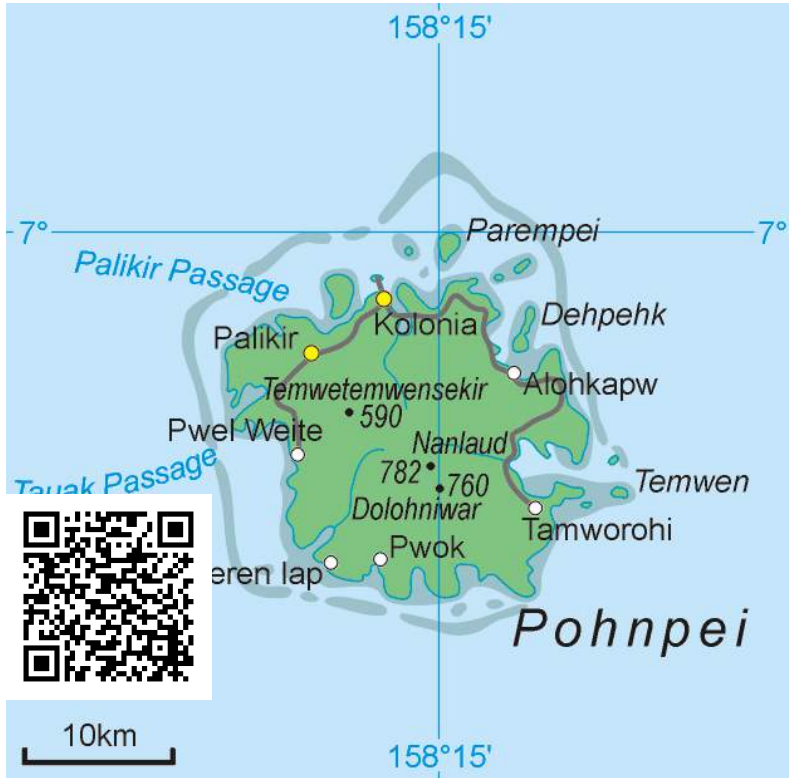 158°15'
7°
7°
Parempei
Palikir Passage
Dehpehk
Kolonia
Palikir
Alohkapw
Temwetemwensekir
590
Pwel Weite
Nanlaud
782
760
Temwen
Tauak Passage
Dolohniwar
Tamworohi
Pwok
eren Iap
Pohnpei
10km
158°15'